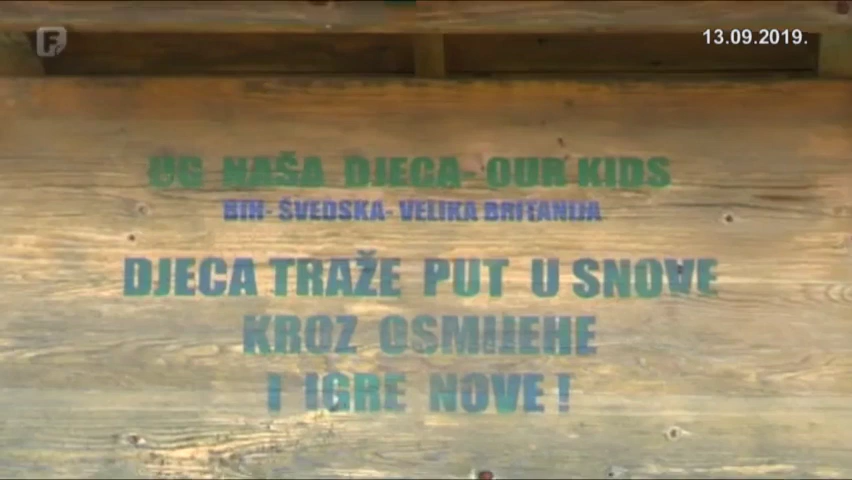 F
13.09.2019.
UG NAŠA DJECA- OUR KIDS
BIH- ŠVEDSKA- VELIKA BRITANIJA
DJECA TRAŽE PUT U SNOVE
KROZ OSMIJEHE
I IGRE NOVE !